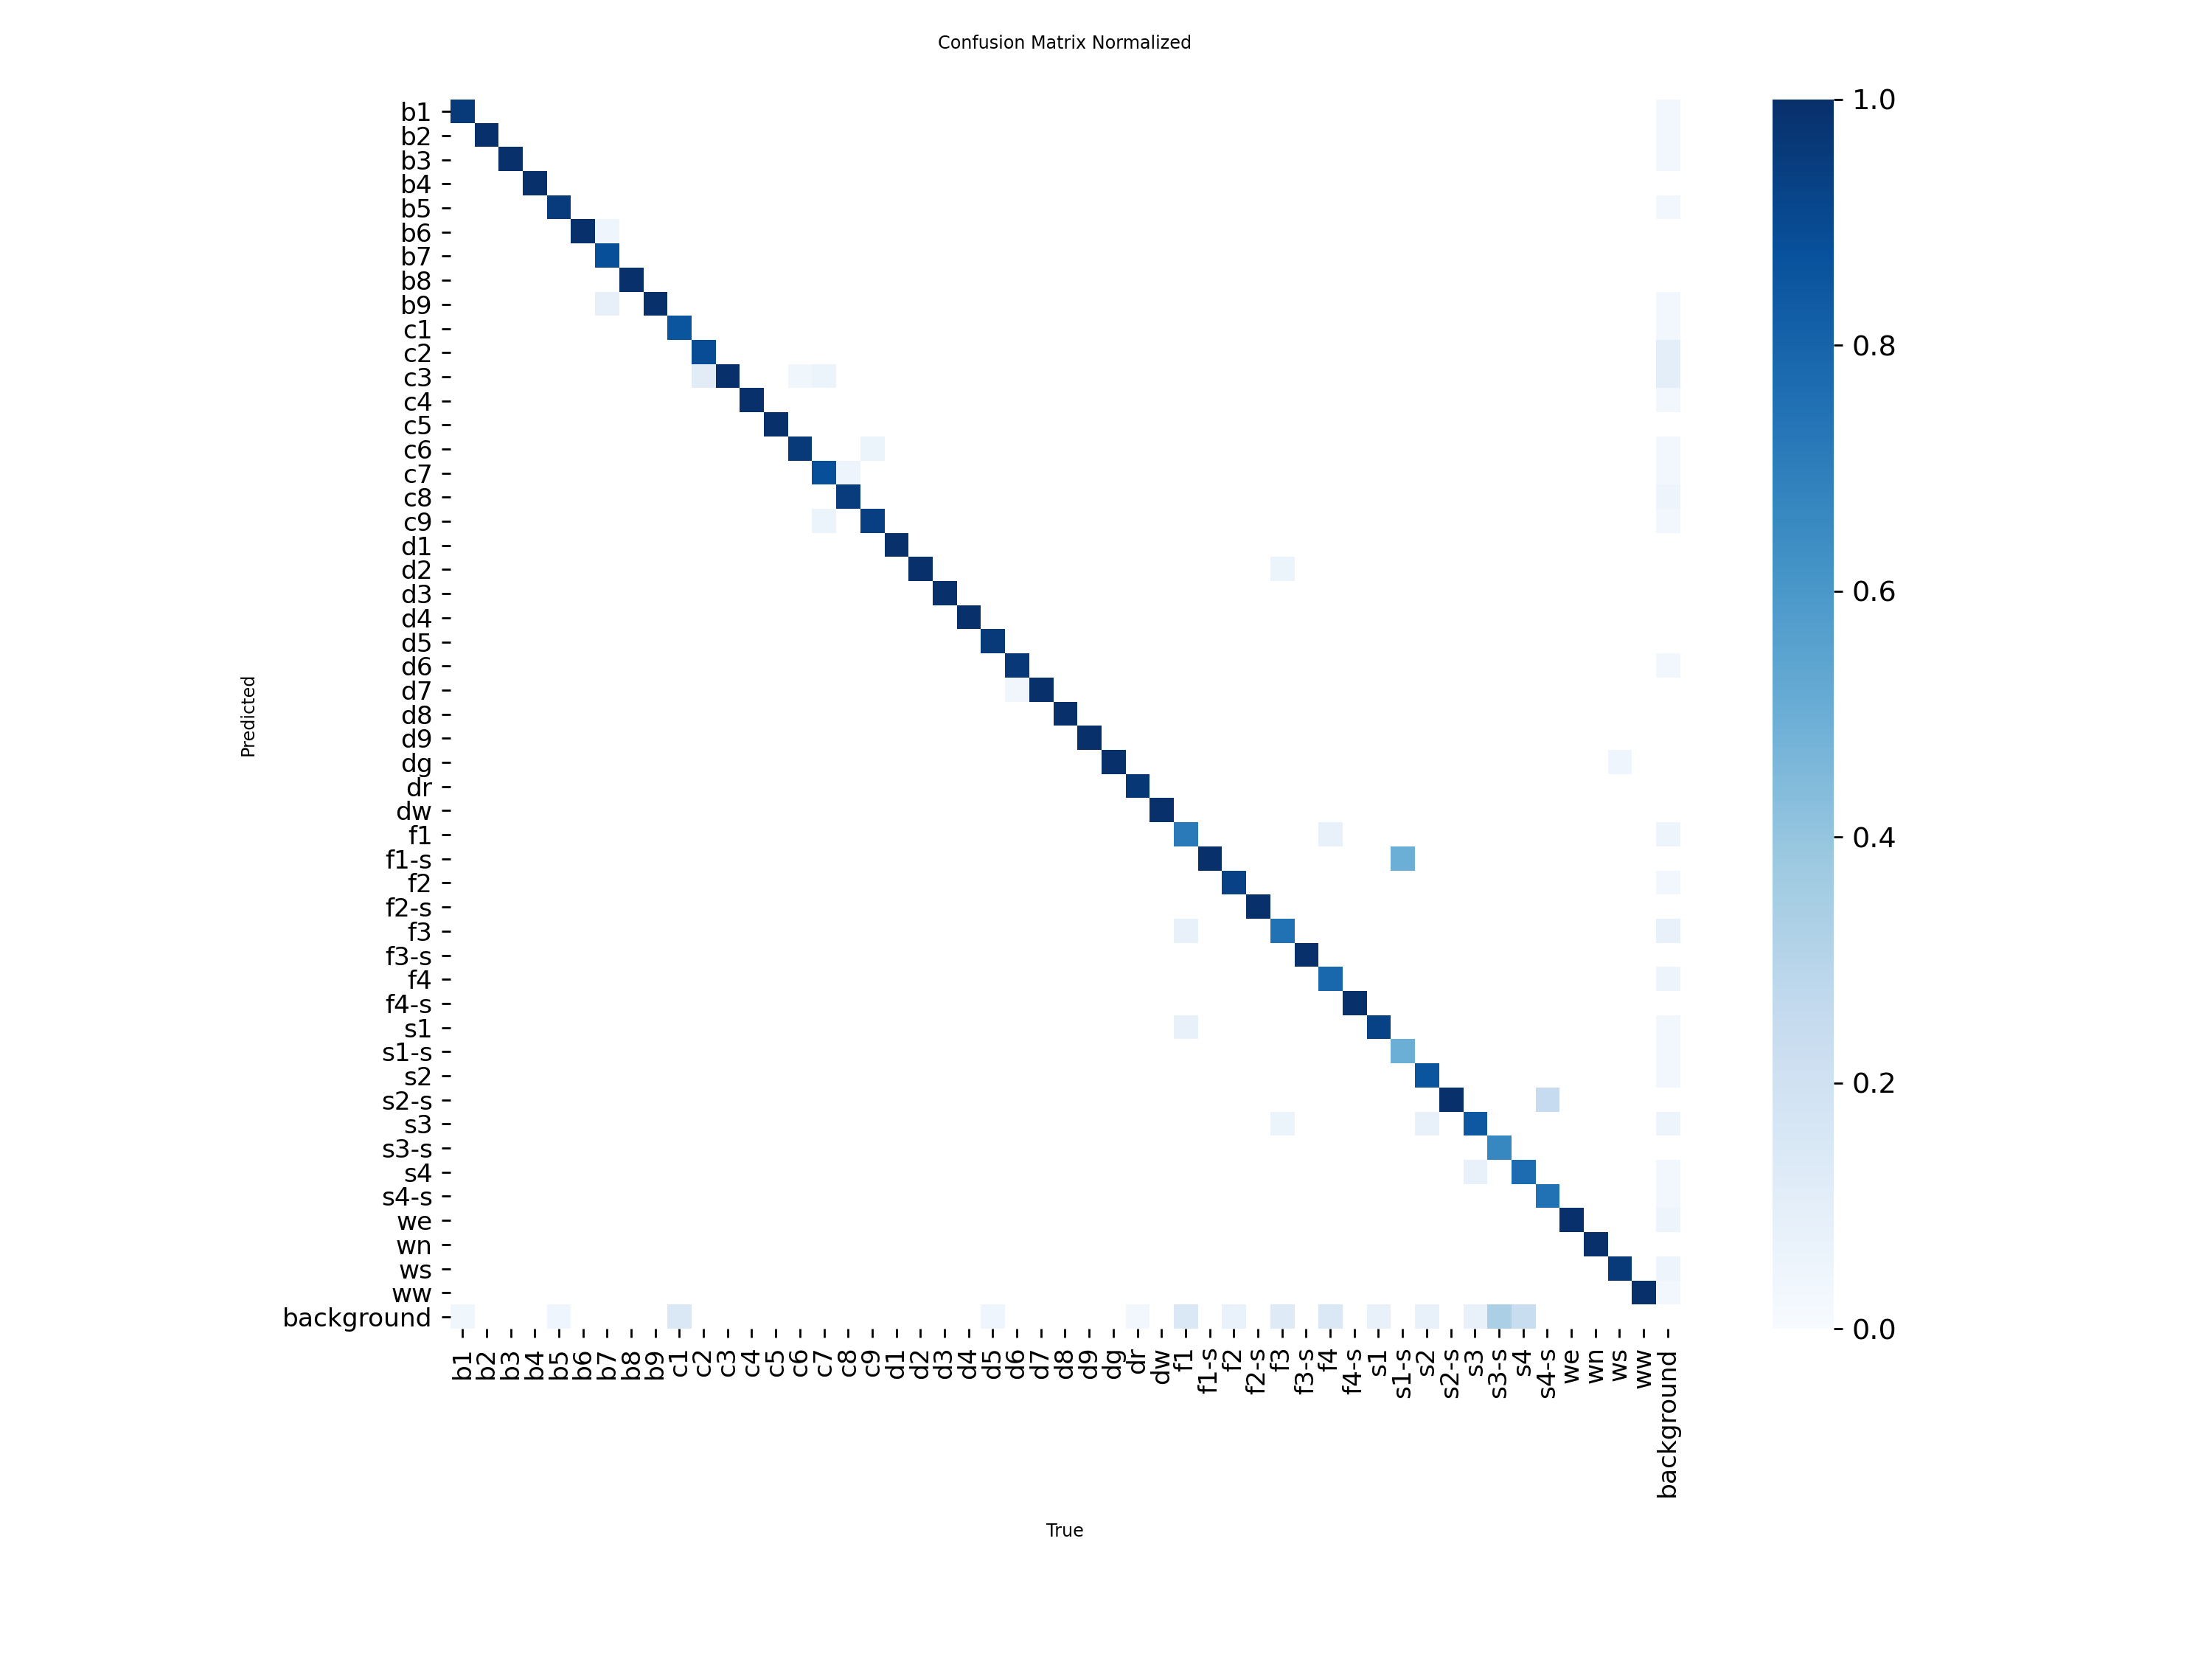 Confusion Matrix Normalized
b1
b2
b3
b4
b5
b6
b7
b8
b9
c1
c2
c3
c4
c5
c6
c7
c8
c9
d1
d2
d3
d4
d5
d6
d7
d8
d9
dg
dr
dw
f1
f1-s
f2
f2-s
f3
f3-s
f4
f4-s
s1
s1-s
s2
s2-s
s3
s3-s
s4
s4-s
we
wn
ws
ww
background
Predicted
b1 b2 b3 b4 b5 b6 b7 b8 b9 c1 c2 c3 c4 c5 c6 c7 c8 c9 d1 d2 d3 d4 d5 d6 d7 d8 d9 dg dr dw f1 f1-s f2 f2-s f3 f3-s f4 f4-s s1 s1-s s2 s2-s s3 s3-s s4 s4-s we wn ws ww background
True
1.0
0.8
0.6
0.4
0.2
0.0